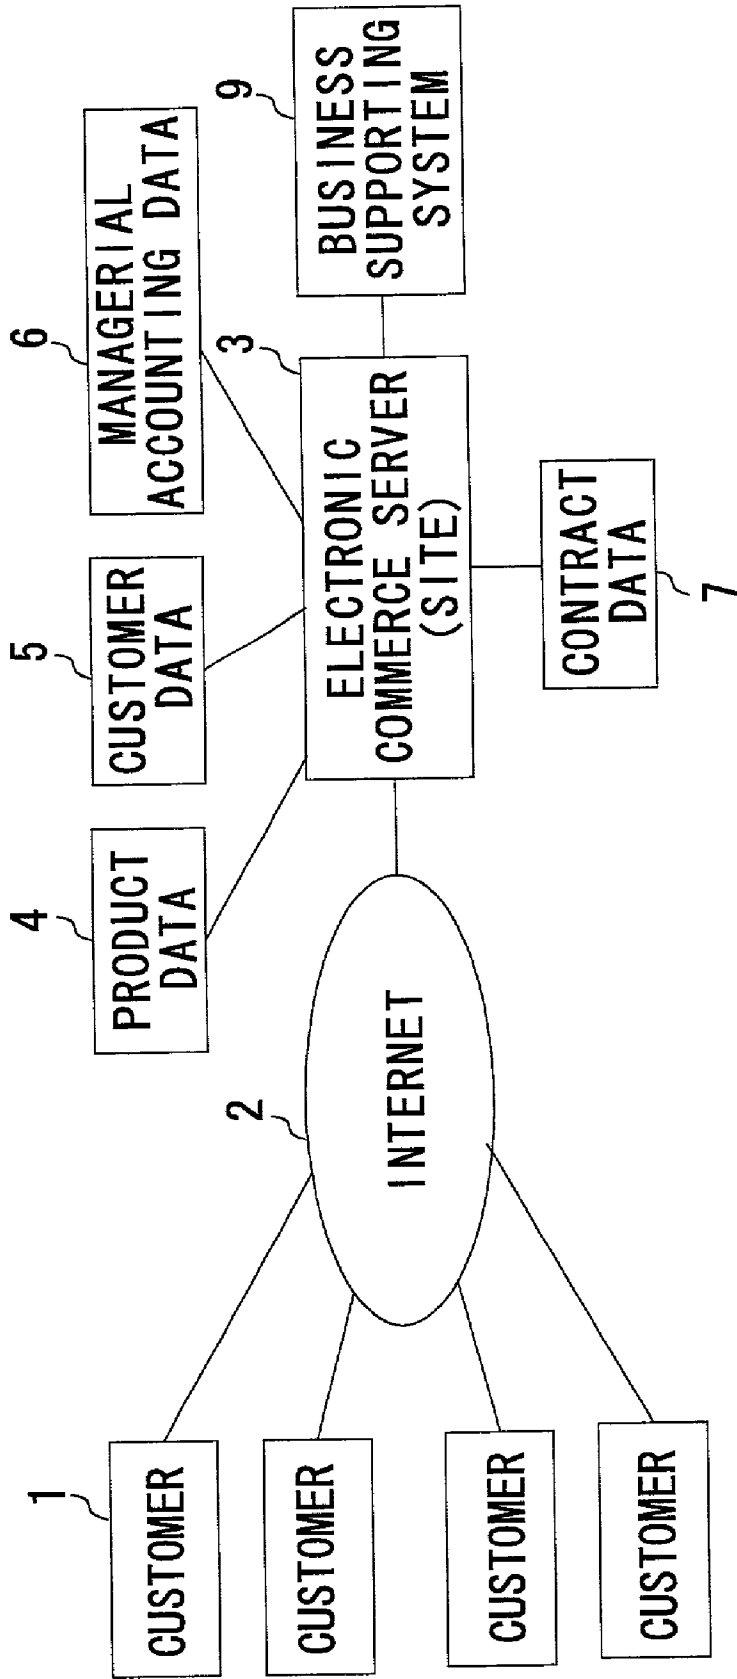 1
CUSTOMER
CUSTOMER
CUSTOMER
CUSTOMER
2
INTERNET
4
PRODUCT
DATA
5
CUSTOMER
DATA
6
MANAGERIAL
ACCOUNTING DATA
3
ELECTRONIC
COMMERCE SERVER
(SITE)
CONTRACT
DATA
7
9
BUSINESS
SUPPORTING
SYSTEM